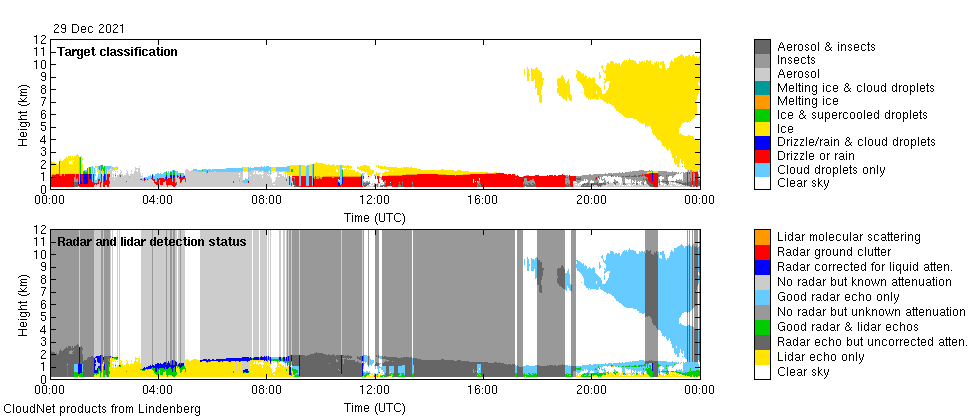 29 Dec 2021
Target classification
Height (km)
12
11
10
9
8
7
6
5
4
3
2
1
0
00:00 04:00 08:00 12:00 16:00 20:00 00:00
Time (UTC)
Aerosol & insects
Insects
Aerosol
Melting ice & cloud droplets
Melting ice
Ice & supercooled droplets
Ice
Drizzle/rain & cloud droplets
Drizzle or rain
Cloud droplets only
Clear sky
Radar and lidar detection status
Height (km)
12
11
10
9
8
7
6
5
4
3
2
1
0
00:00 04:00 08:00 12:00 16:00 20:00 00:00
Time (UTC)
Lidar molecular scattering
Radar ground clutter
Radar corrected for liquid atten.
No radar but known attenuation
Good radar echo only
No radar but unknown attenuation
Good radar & lidar echos
Radar echo but uncorrected atten.
Lidar echo only
Clear sky
CloudNet products from Lindenberg